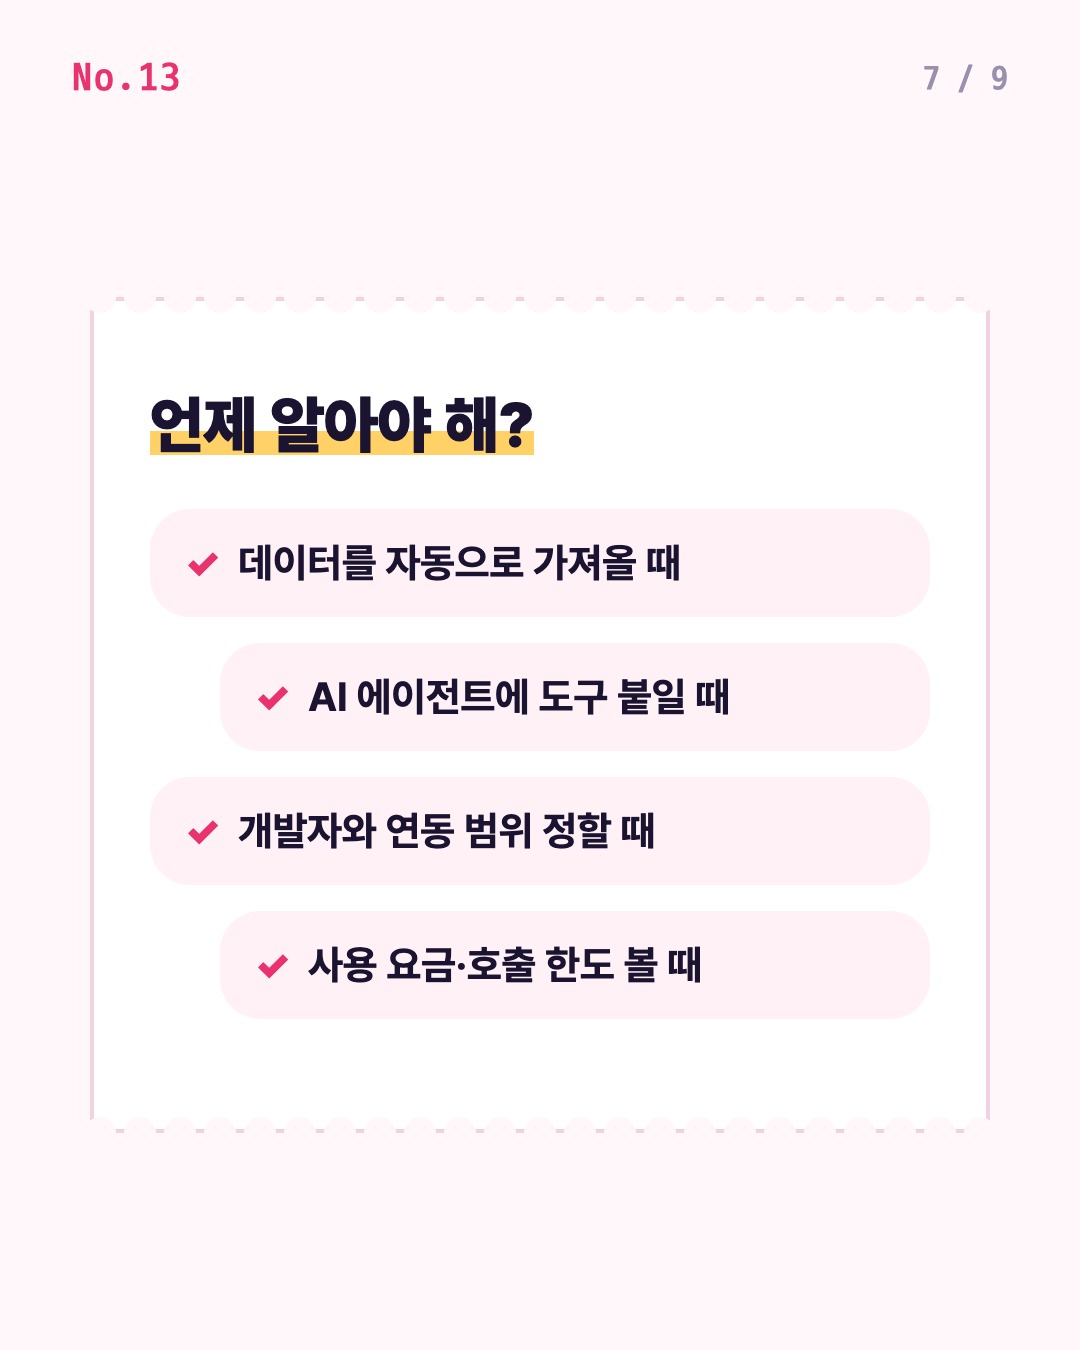 No.13
7 / 9
언제 알아야 해?
데이터를 자동으로 가져올 때
AI 에이전트에 도구 붙일 때
개발자와 연동 범위 정할 때
사용 요금·호출 한도 볼 때